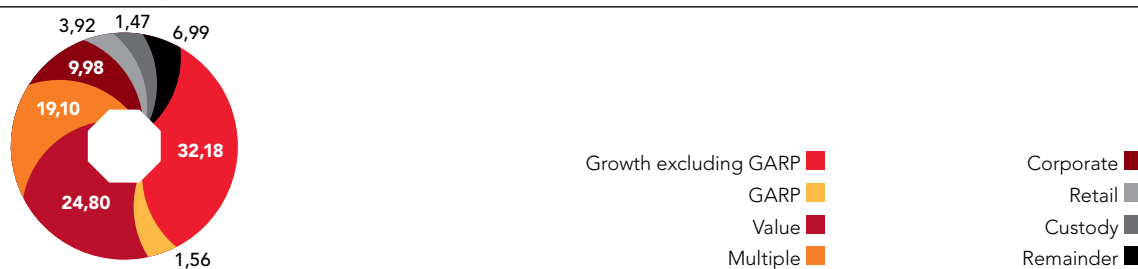 3,92 1,47 6,99
9,98
19,10
32,18
24,80
1,56
Growth excluding GARP
GARP
Value
Multiple
Corporate
Retail
Custody
Remainder